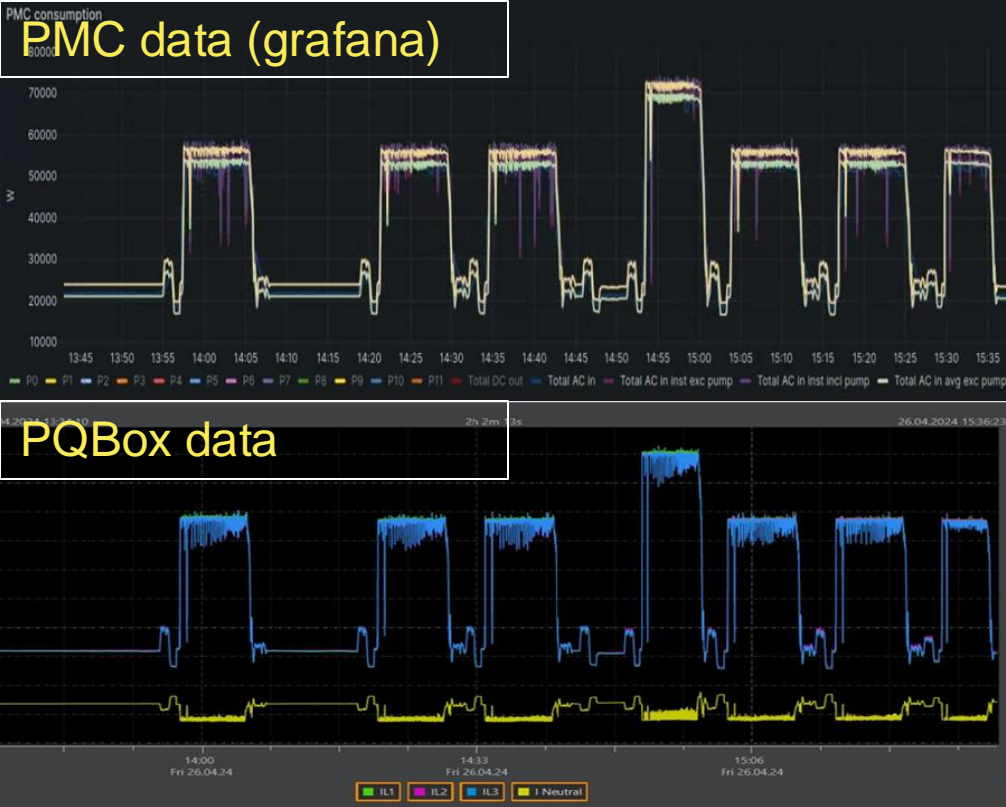 PMC consumption
PMC data (grafana)
80000
70000
60000
50000
W
40000
30000
20000
10000
13:45 13:50 13:55 14:00 14:05 14:10 14:15 14:20 14:25 14:30 14:35 14:40 14:45 14:50 14:55 15:00 15:05 15:10 15:15 15:20 15:25 15:30 15:35
P0 P1 P2 P3 P4 P5 P6 P7 P8 P9 P10 P11 Total DC out Total AC in Total AC in inst exc pump Total AC in inst incl pump Total AC in avg exc pump
2h 2m 13s 26.04.2024 15:36:23
PQBox data
14:00 14:33 15:06
Fri 26.04.24 Fri 26.04.24 Fri 26.04.24
IL1 IL2 IL3 I Neutral